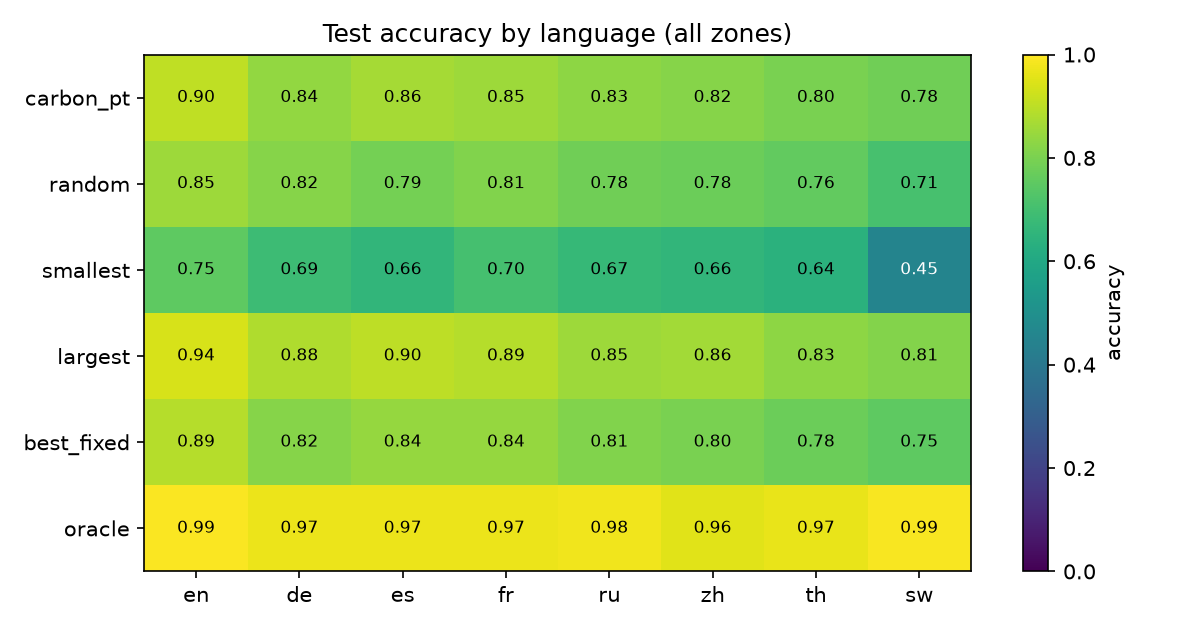 Test accuracy by language (all zones)
carbon_pt 0.90 0.84 0.86 0.85 0.83 0.82 0.80 0.78
random 0.85 0.82 0.79 0.81 0.78 0.78 0.76 0.71
smallest 0.75 0.69 0.66 0.70 0.67 0.66 0.64 0.45
largest 0.94 0.88 0.90 0.89 0.85 0.86 0.83 0.81
best_fixed 0.89 0.82 0.84 0.84 0.81 0.80 0.78 0.75
oracle 0.99 0.97 0.97 0.97 0.98 0.96 0.97 0.99
en de es fr ru zh th sw
1.0
0.8
0.6
0.4
0.2
0.0
accuracy